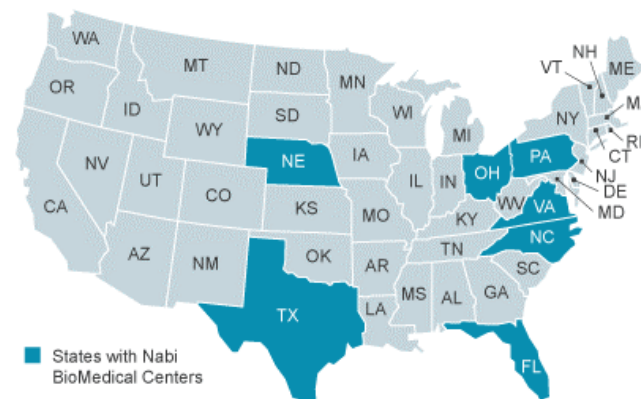 WA
NH
VT
ME
MT
ND
MN
OR
ID
SD
WI
MI
NY
MA
WY
RI
CT
NE
IA
PA
OH
NJ
NV
UT
CO
IL
IN
DE
WV
VA
MD
CA
KS
MO
KY
NC
AZ
NM
OK
TN
AR
SC
MS
AL
GA
TX
LA
FL
States with Nabi
BioMedical Centers